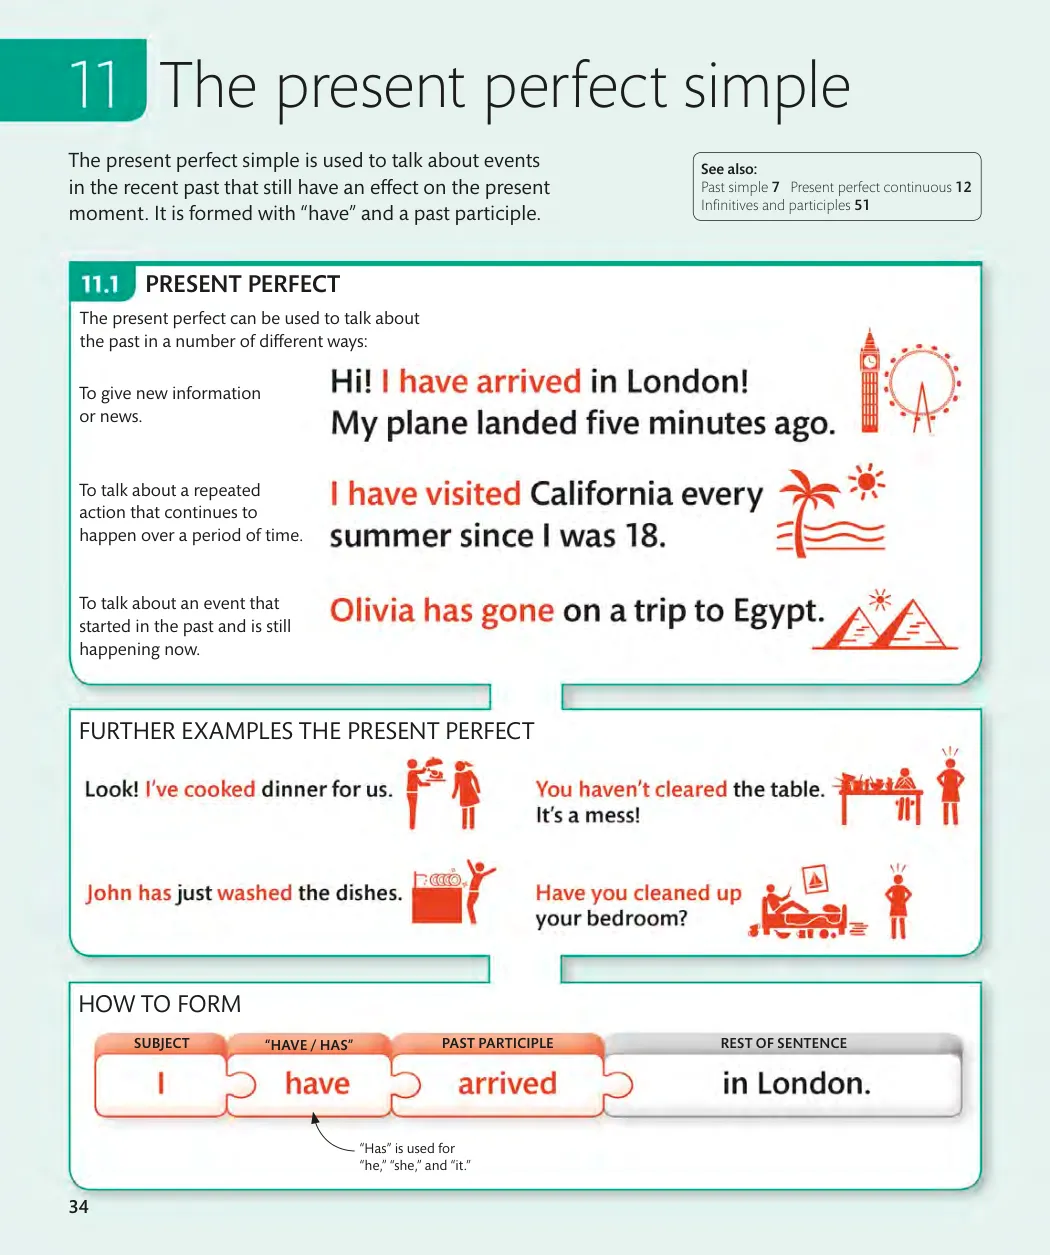 11 The present perfect simple
The present perfect simple is used to talk about events
in the recent past that still have an effect on the present
moment. It is formed with “have” and a past participle.
See also:
Past simple 7 Present perfect continuous 12
Infinitives and participles 51
11.1 PRESENT PERFECT
The present perfect can be used to talk about
the past in a number of different ways:
To give new information
or news.
Hi! I have arrived in London!
My plane landed five minutes ago.
To talk about a repeated
action that continues to
happen over a period of time.
I have visited California every
summer since I was 18.
To talk about an event that
started in the past and is still
happening now.
Olivia has gone on a trip to Egypt.
FURTHER EXAMPLES THE PRESENT PERFECT
Look! I’ve cooked dinner for us.
You haven’t cleared the table.
It’s a mess!
John has just washed the dishes.
Have you cleaned up
your bedroom?
HOW TO FORM
SUBJECT “HAVE / HAS” PAST PARTICIPLE REST OF SENTENCE
I have arrived in London.
“Has” is used for
“he,” “she,” and “it.”
34